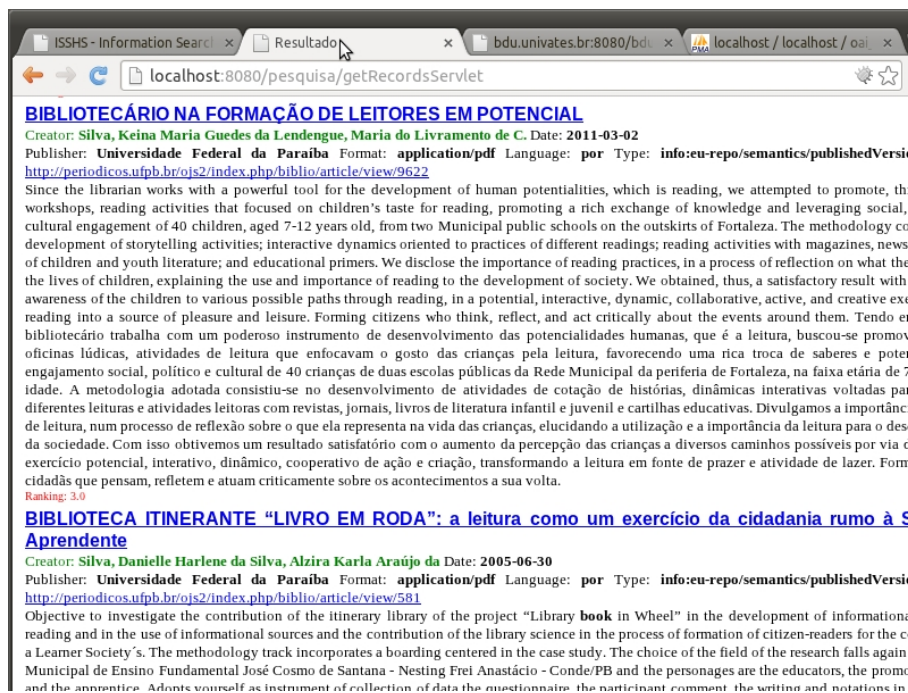 ISSHS - Information Search
Resultado
bdu.univates.br:8080/bdu
localhost / localhost / oai_
localhost:8080/pesquisa/getRecordsServlet
BIBLIOTECÁRIO NA FORMAÇÃO DE LEITORES EM POTENCIAL
Creator: Silva, Keina Maria Guedes da Lendengue, Maria do Livramento de C. Date: 2011-03-02
Publisher: Universidade Federal da Paraíba Format: application/pdf Language: por Type: info:eu-repo/semantics/publishedVersi
http://periodicos.ufpb.br/ojs2/index.php/biblio/article/view/9622
Since the librarian works with a powerful tool for the development of human potentialities, which is reading, we attempted to promote, th
workshops, reading activities that focused on children's taste for reading, promoting a rich exchange of knowledge and leveraging social,
cultural engagement of 40 children, aged 7-12 years old, from two Municipal public schools on the outskirts of Fortaleza. The methodology co
development of storytelling activities; interactive dynamics oriented to practices of different readings; reading activities with magazines, news
of children and youth literature; and educational primers. We disclose the importance of reading practices, in a process of reflection on what the
the lives of children, explaining the use and importance of reading to the development of society. We obtained, thus, a satisfactory result with
awareness of the children to various possible paths through reading, in a potential, interactive, dynamic, collaborative, active, and creative exe
reading into a source of pleasure and leisure. Forming citizens who think, reflect, and act critically about the events around them. Tendo e
bibliotecário trabalha com um poderoso instrumento de desenvolvimento das potencialidades humanas, que é a leitura, buscou-se promov
oficinas lúdicas, atividades de leitura que enfocavam o gosto das crianças pela leitura, favorecendo uma rica troca de saberes e poter
engajamento social, político e cultural de 40 crianças de duas escolas públicas da Rede Municipal da periferia de Fortaleza, na faixa etária de 7
idade. A metodologia adotada consistiu-se no desenvolvimento de atividades de cotação de histórias, dinâmicas interativas voltadas par
diferentes leituras e atividades leitoras com revistas, jornais, livros de literatura infantil e juvenil e cartilhas educativas. Divulgamos a importânci
de leitura, num processo de reflexão sobre o que ela representa na vida das crianças, elucidando a utilização e a importância da leitura para o des
da sociedade. Com isso obtivemos um resultado satisfatório com o aumento da percepção das crianças a diversos caminhos possíveis por via d
exercício potencial, interativo, dinâmico, cooperativo de ação e criação, transformando a leitura em fonte de prazer e atividade de lazer. Form
cidadãs que pensam, refletem e atuam criticamente sobre os acontecimentos a sua volta.
Ranking: 3.0
BIBLIOTECA ITINERANTE “LIVRO EM RODA”: a leitura como um exercício da cidadania rumo à S
Aprendente
Creator: Silva, Danielle Harlene da Silva, Alzira Karla Araújo da Date: 2005-06-30
Publisher: Universidade Federal da Paraíba Format: application/pdf Language: por Type: info:eu-repo/semantics/publishedVersi
http://periodicos.ufpb.br/ojs2/index.php/biblio/article/view/581
Objective to investigate the contribution of the itinerary library of the project “Library book in Wheel” in the development of informationa
reading and in the use of informational sources and the contribution of the library science in the process of formation of citizen-readers for the c
a Learner Society´s. The methodology track incorporates a boarding centered in the case study. The choice of the field of the research falls again
Municipal de Ensino Fundamental José Cosmo de Santana - Nesting Frei Anastácio - Conde/PB and the personages are the educators, the promo
and the apprentice. Adopts yourself as instrument of collection of data the questionnaire, the participant comment, the writing and notations in